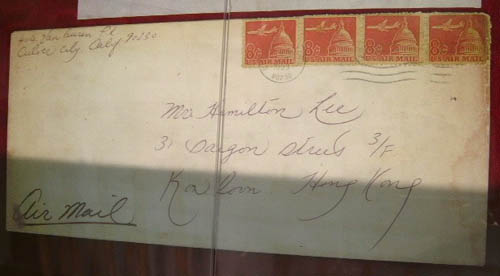 Culver City Calif 90230
8¢ 8¢ 8¢ 8¢
U.S. AIR MAIL U.S. AIR MAIL U.S. AIR MAIL U.S. AIR MAIL
Mr. Hamilton Lee
31 Saigon Street 3/F
Kowloon Hong Kong
Air Mail